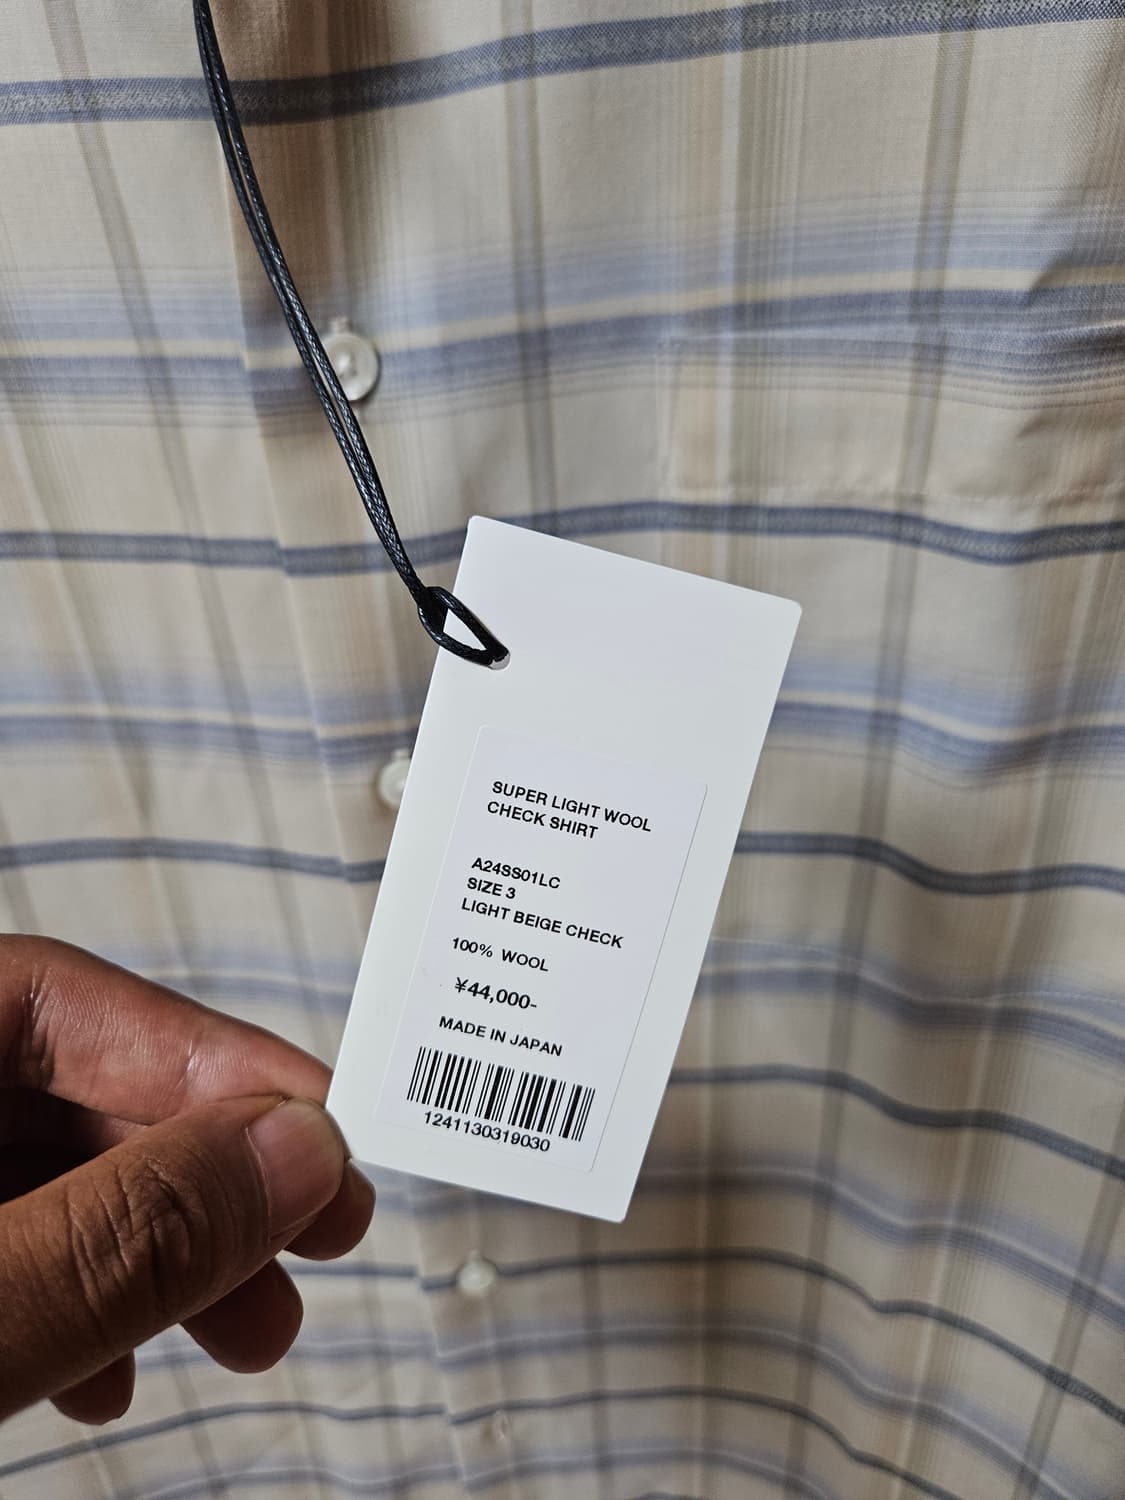 SUPER LIGHT WOOL
CHECK SHIRT
A24SS01LC
SIZE 3
LIGHT BEIGE CHECK
100% WOOL
¥44,000-
MADE IN JAPAN
1241130319030